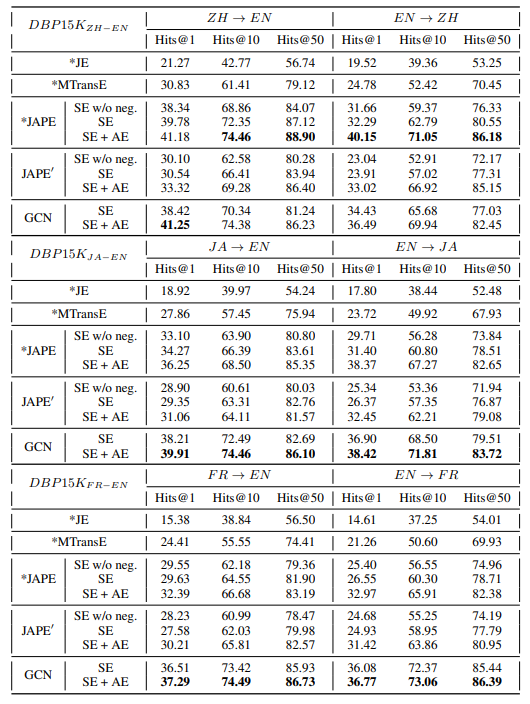 DBP15K_{ZH−EN} ZH → EN EN → ZH
Hits@1 Hits@10 Hits@50 Hits@1 Hits@10 Hits@50
*JE 21.27 42.77 56.74 19.52 39.36 53.25
*MTransE 30.83 61.41 79.12 24.78 52.42 70.45
SE w/o neg. 38.34 68.86 84.07 31.66 59.37 76.33
*JAPE SE 39.78 72.35 87.12 32.29 62.79 80.55
SE + AE 41.18 74.46 88.90 40.15 71.05 86.18
SE w/o neg. 30.10 62.58 80.28 23.04 52.91 72.17
JAPE′ SE 30.54 66.41 83.94 23.91 57.02 77.31
SE + AE 33.32 69.28 86.40 33.02 66.92 85.15
GCN SE 38.42 70.34 81.24 34.43 65.68 77.03
SE + AE 41.25 74.38 86.23 36.49 69.94 82.45
DBP15K_{JA−EN} JA → EN EN → JA
Hits@1 Hits@10 Hits@50 Hits@1 Hits@10 Hits@50
*JE 18.92 39.97 54.24 17.80 38.44 52.48
*MTransE 27.86 57.45 75.94 23.72 49.92 67.93
SE w/o neg. 33.10 63.90 80.80 29.71 56.28 73.84
*JAPE SE 34.27 66.39 83.61 31.40 60.80 78.51
SE + AE 36.25 68.50 85.35 38.37 67.27 82.65
SE w/o neg. 28.90 60.61 80.03 25.34 53.36 71.94
JAPE′ SE 29.35 63.31 82.76 26.37 57.35 76.87
SE + AE 31.06 64.11 81.57 32.45 62.21 79.08
GCN SE 38.21 72.49 82.69 36.90 68.50 79.51
SE + AE 39.91 74.46 86.10 38.42 71.81 83.72
DBP15K_{FR−EN} FR → EN EN → FR
Hits@1 Hits@10 Hits@50 Hits@1 Hits@10 Hits@50
*JE 15.38 38.84 56.50 14.61 37.25 54.01
*MTransE 24.41 55.55 74.41 21.26 50.60 69.93
SE w/o neg. 29.55 62.18 79.36 25.40 56.55 74.96
*JAPE SE 29.63 64.55 81.90 26.55 60.30 78.71
SE + AE 32.39 66.68 83.19 32.97 65.91 82.38
SE w/o neg. 28.23 60.99 78.47 24.68 55.25 74.19
JAPE′ SE 27.58 62.03 79.98 24.93 58.95 77.79
SE + AE 30.21 65.81 82.57 31.42 63.86 80.95
GCN SE 36.51 73.42 85.93 36.08 72.37 85.44
SE + AE 37.29 74.49 86.73 36.77 73.06 86.39